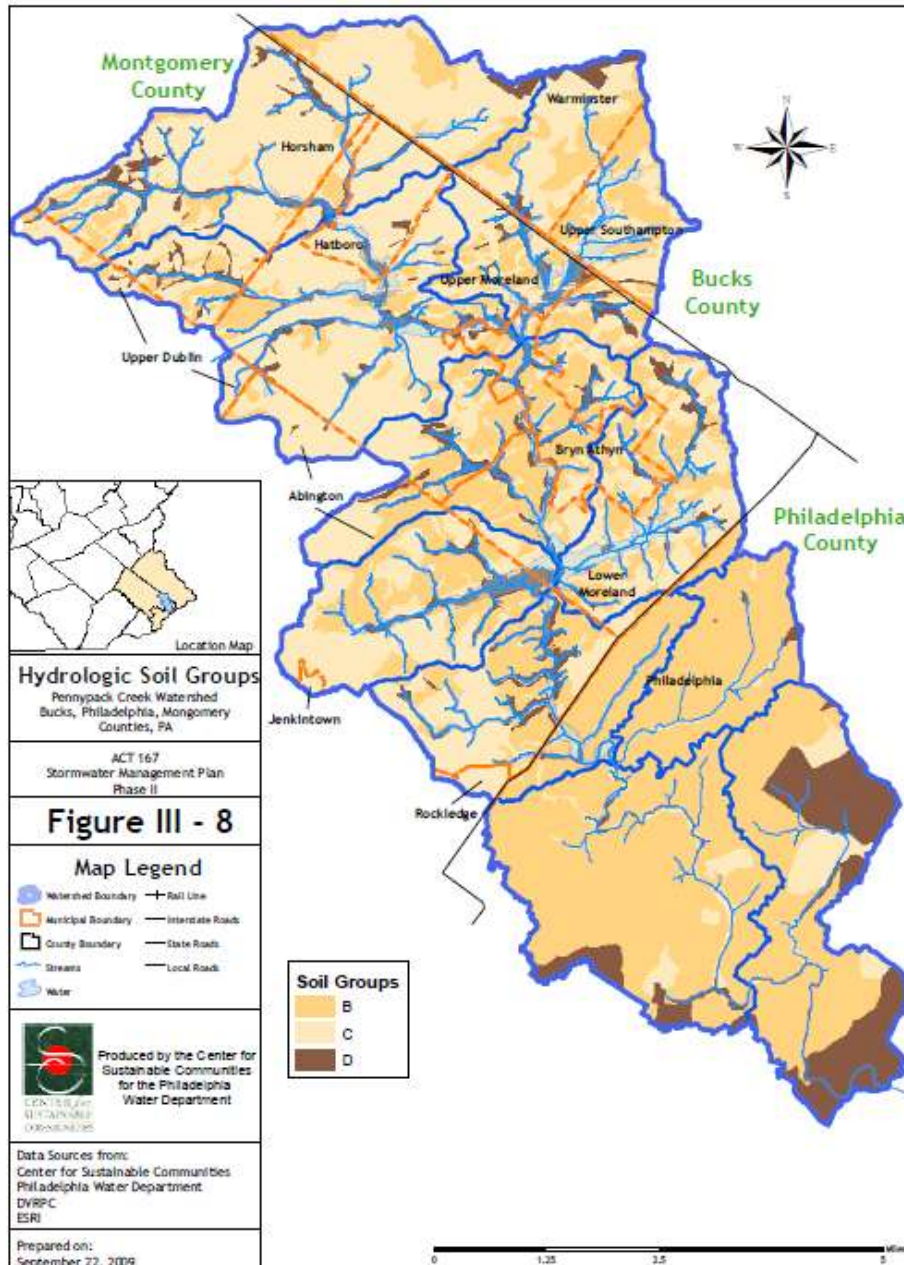 Montgomery
County
Warminster
N
W
E
S
Horsham
Hatboro
Upper Southampton
Upper Moreland
Bucks
County
Upper Dublin
Bryn Athyn
Abington
Philadelphia
County
Lower
Moreland
Location Map
Hydrologic Soil Groups
Pennypack Creek Watershed
Bucks, Philadelphia, Mongomery
Counties, PA
Philadelphia
Jenkintown
ACT 167
Stormwater Management Plan
Phase II
Rockledge
Figure III - 8
Map Legend
Watershed Boundary
Rail Line
Municipal Boundary
Interstate Roads
County Boundary
State Roads
Streams
Local Roads
Water
Soil Groups
B
C
D
Produced by the Center for
Sustainable Communities
for the Philadelphia
Water Department
CENTER for
SUSTAINABLE
COMMUNITIES
Data Sources from:
Center for Sustainable Communities
Philadelphia Water Department
DVRPC
ESRI
Prepared on:
September 22, 2009
Miles
0
1.25
2.5
5